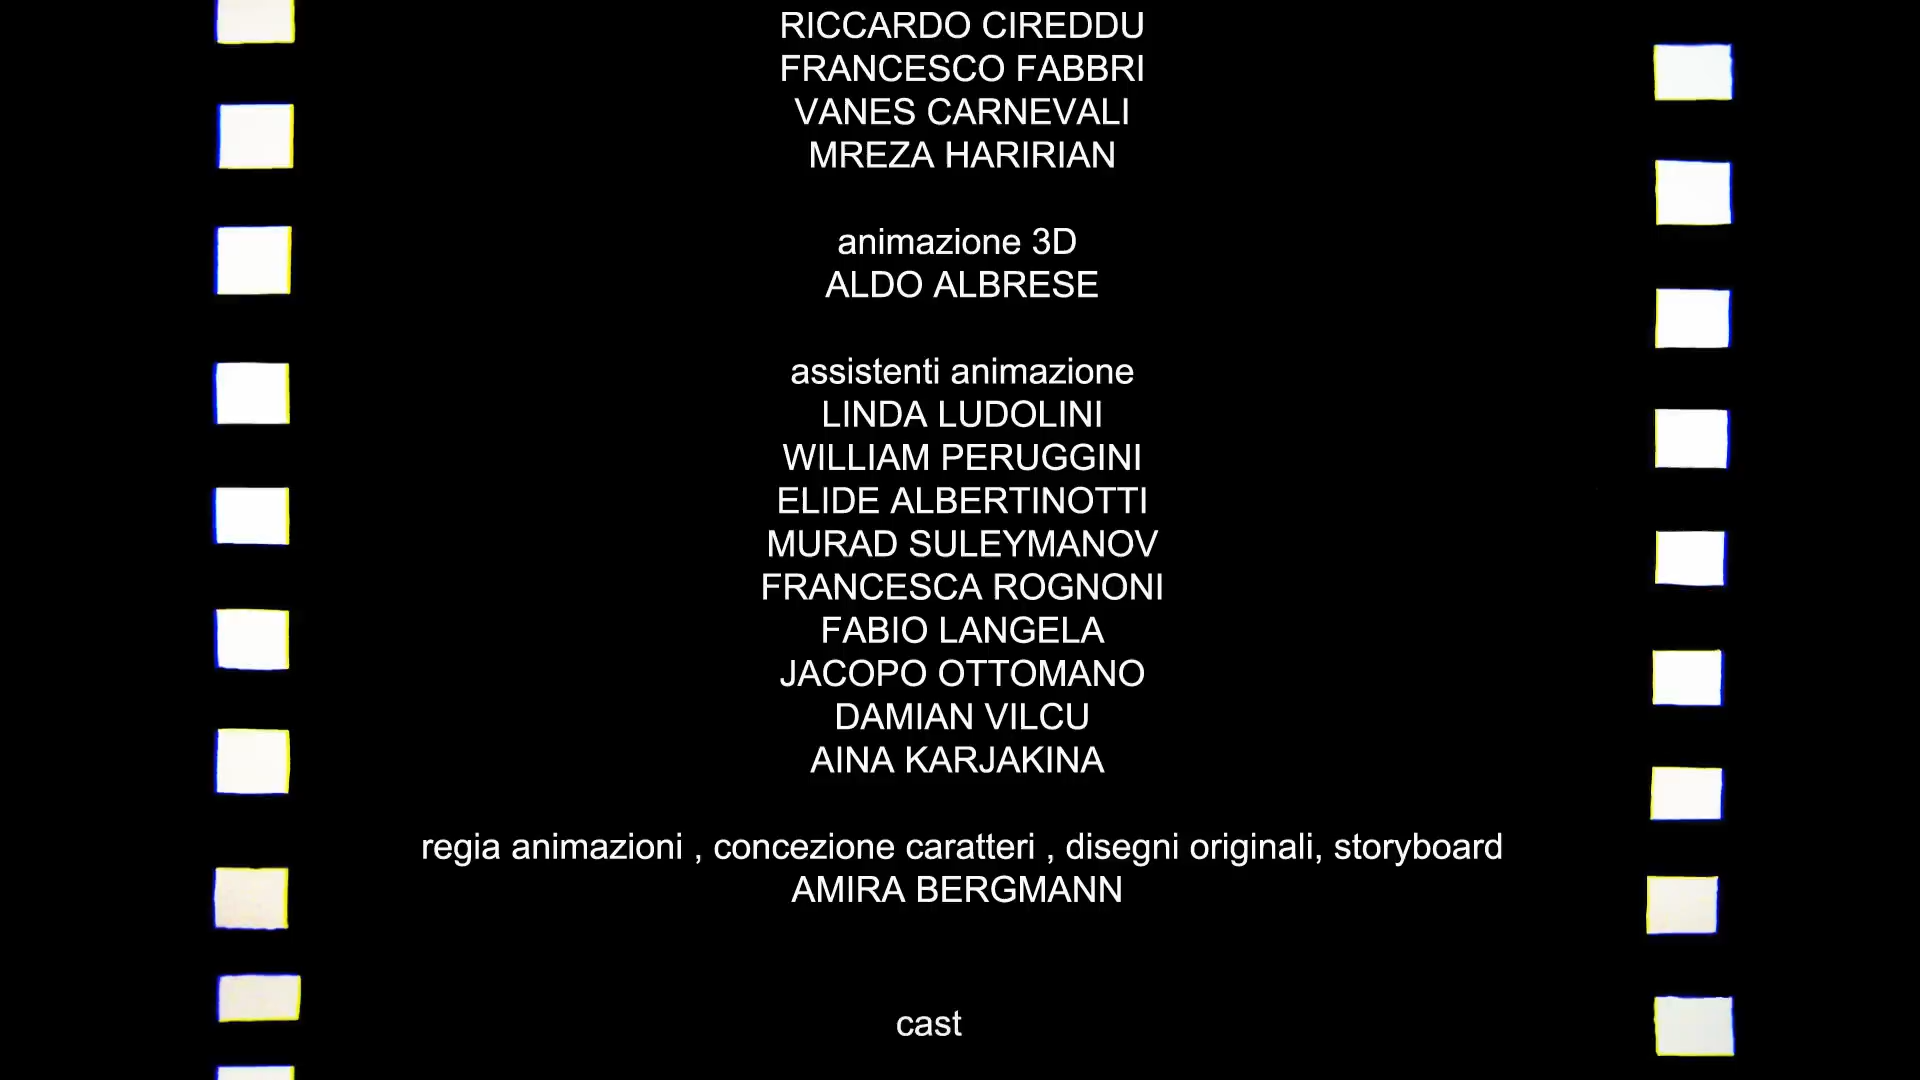 RICCARDO CIREDDU
FRANCESCO FABBRI
VANES CARNEVALI
MREZA HARIRIAN
animazione 3D
ALDO ALBRESE
assistenti animazione
LINDA LUDOLINI
WILLIAM PERUGGINI
ELIDE ALBERTINOTTI
MURAD SULEYMANOV
FRANCESCA ROGNONI
FABIO LANGELA
JACOPO OTTOMANO
DAMIAN VILCU
AINA KARJAKINA
regia animazioni , concezione caratteri , disegni originali, storyboard
AMIRA BERGMANN
cast